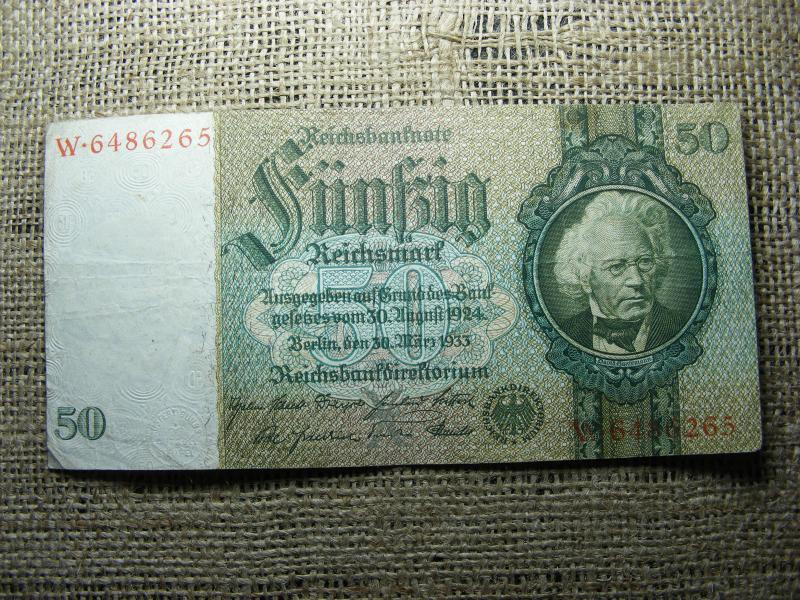 W·6486265
Reichsbanknote
50
Fünfzig
Reichsmark
50
Ausgegeben auf Grund des Bank
gesetzes vom 30. August 1924
Berlin, den 30. März 1933
Reichsbankdirektorium
50
W·6486265